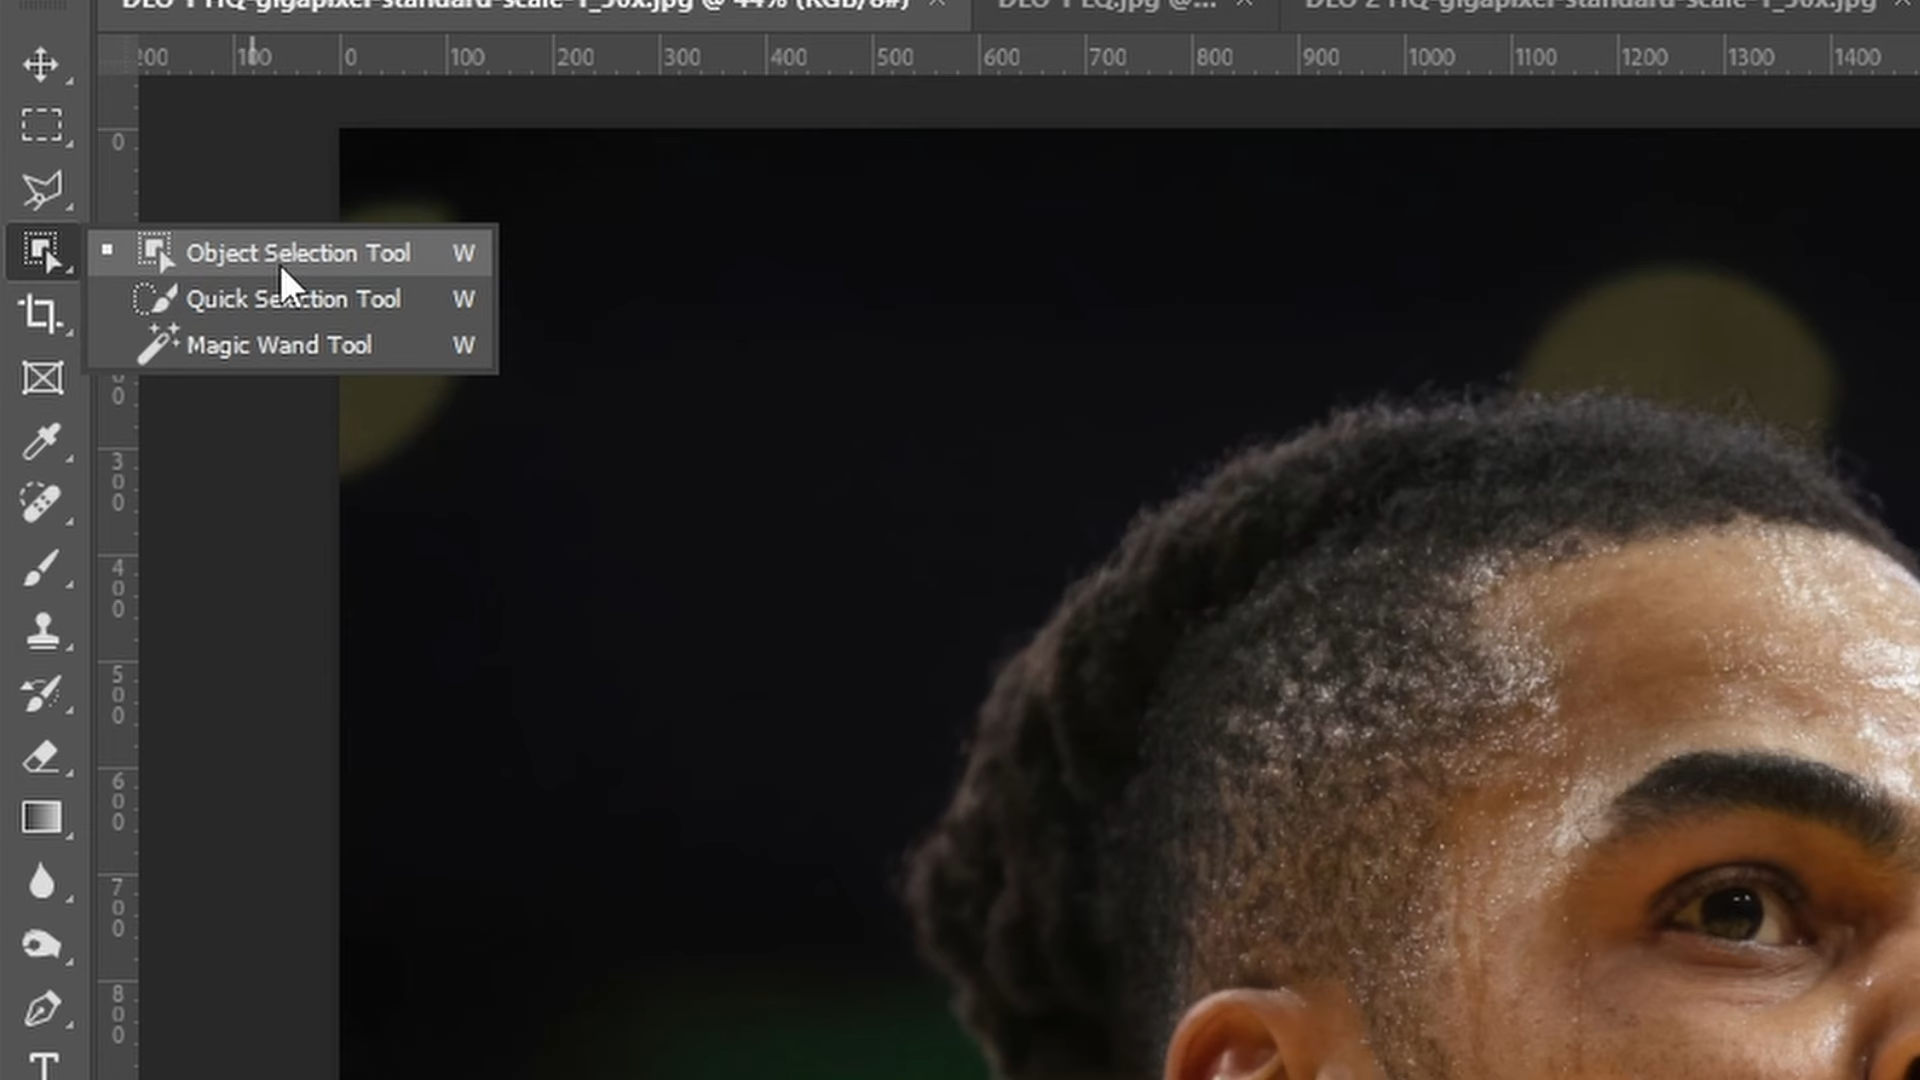 DLO 1 HQ-gigapixel-standard-scale-1_50x.jpg @ 44% (RGB/8#) ×
DLO 1 LQ.jpg @... ×
DLO 2 HQ-gigapixel-standard-scale-1_50x.jpg ×
200 100 0 100 200 300 400 500 600 700 800 900 1000 1100 1200 1300 1400
0
Object Selection Tool W
Quick Selection Tool W
Magic Wand Tool W
300
400
500
600
700
800
T